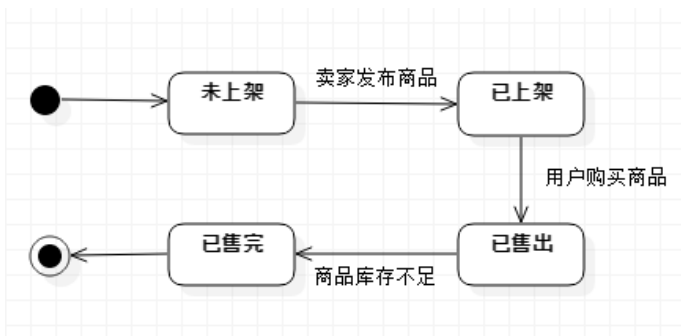 卖家发布商品
未上架
已上架
用户购买商品
已售完
已售出
商品库存不足